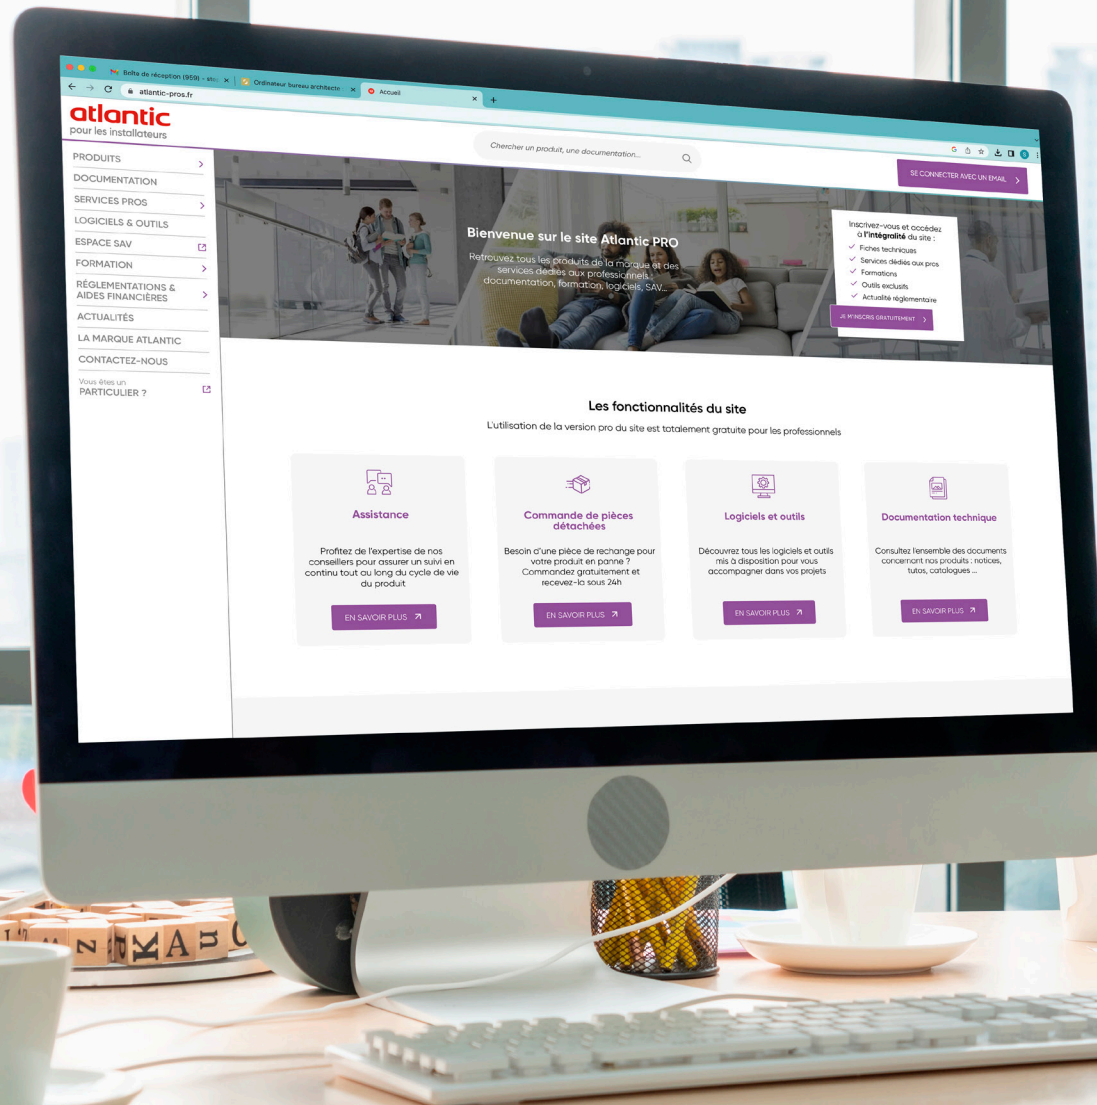 Boîte de réception (959) - 
Ordinateur bureau architecte
Accueil
atlantic-pros.fr
atlantic
pour les installateurs
Chercher un produit, une documentation...
SE CONNECTER AVEC UN EMAIL
PRODUITS
DOCUMENTATION
SERVICES PROS
LOGICIELS & OUTILS
ESPACE SAV
FORMATION
RÉGLEMENTATIONS &
AIDES FINANCIÈRES
ACTUALITÉS
LA MARQUE ATLANTIC
CONTACTEZ-NOUS
Vous êtes un
PARTICULIER ?
Bienvenue sur le site Atlantic PRO
Retrouvez tous les produits de la marque et des
services dédiés aux professionnels :
documentation, formation, logiciels, SAV...
Inscrivez-vous et accédez
à l'intégralité du site :
Fiches techniques
Services dédiés aux pros
Formations
Outils exclusifs
Actualité réglementaire
JE M'INSCRIS GRATUITEMENT
Les fonctionnalités du site
L'utilisation de la version pro du site est totalement gratuite pour les professionnels
Assistance
Profitez de l'expertise de nos
conseillers pour assurer un suivi en
continu tout au long du cycle de vie
du produit
EN SAVOIR PLUS
Commande de pièces
détachées
Besoin d'une pièce de rechange pour
votre produit en panne ?
Commandez gratuitement et
recevez-la sous 24h
EN SAVOIR PLUS
Logiciels et outils
Découvrez tous les logiciels et outils
mis à disposition pour vous
accompagner dans vos projets
EN SAVOIR PLUS
Documentation technique
Consultez l'ensemble des documents
concernant nos produits : notices,
tutos, catalogues ...
EN SAVOIR PLUS
Z K A U